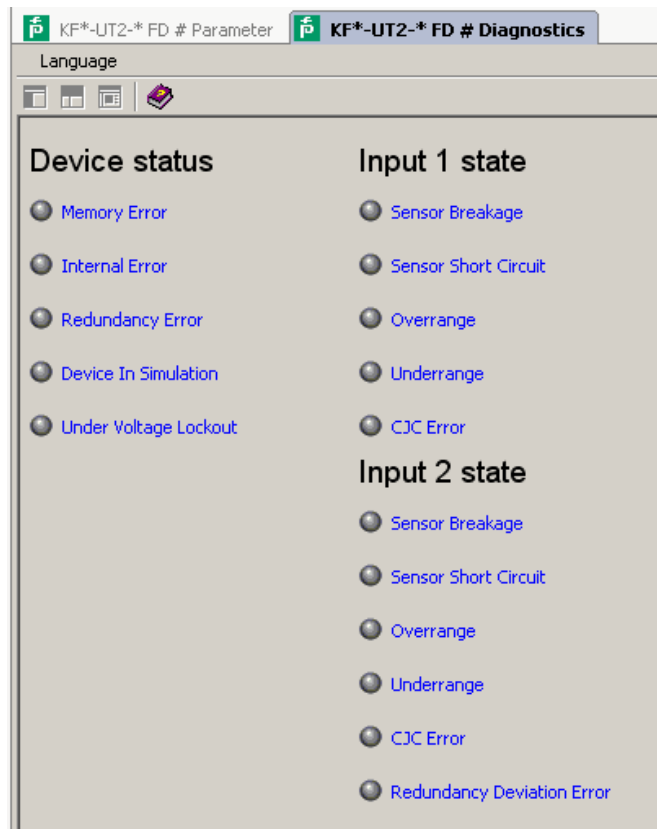 KF*-UT2-* FD # Parameter
KF*-UT2-* FD # Diagnostics
Language
Device status
Memory Error
Internal Error
Redundancy Error
Device In Simulation
Under Voltage Lockout
Input 1 state
Sensor Breakage
Sensor Short Circuit
Overrange
Underrange
CJC Error
Input 2 state
Sensor Breakage
Sensor Short Circuit
Overrange
Underrange
CJC Error
Redundancy Deviation Error